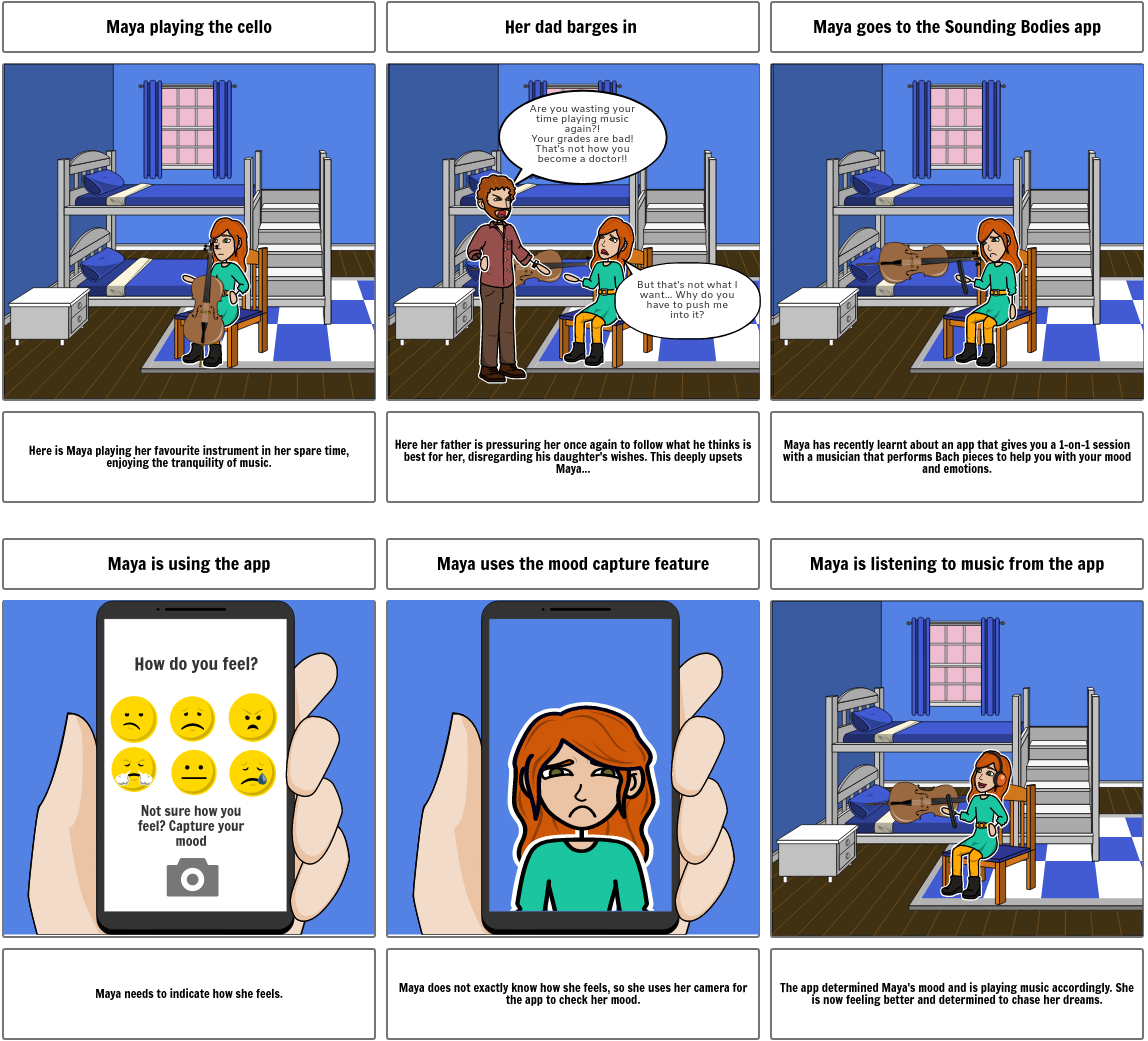 Maya playing the cello
Her dad barges in
Maya goes to the Sounding Bodies app
Are you wasting your
time playing music
again?!
Your grades are bad!
That's not how you
become a doctor!!
But that's not what I
want... Why do you
have to push me
into it?
Here is Maya playing her favourite instrument in her spare time,
enjoying the tranquility of music.
Here her father is pressuring her once again to follow what he thinks is
best for her, disregarding his daughter's wishes. This deeply upsets
Maya...
Maya has recently learnt about an app that gives you a 1-on-1 session
with a musician that performs Bach pieces to help you with your mood
and emotions.
Maya is using the app
Maya uses the mood capture feature
Maya is listening to music from the app
How do you feel?
Not sure how you
feel? Capture your
mood
Maya needs to indicate how she feels.
Maya does not exactly know how she feels, so she uses her camera for
the app to check her mood.
The app determined Maya's mood and is playing music accordingly. She
is now feeling better and determined to chase her dreams.